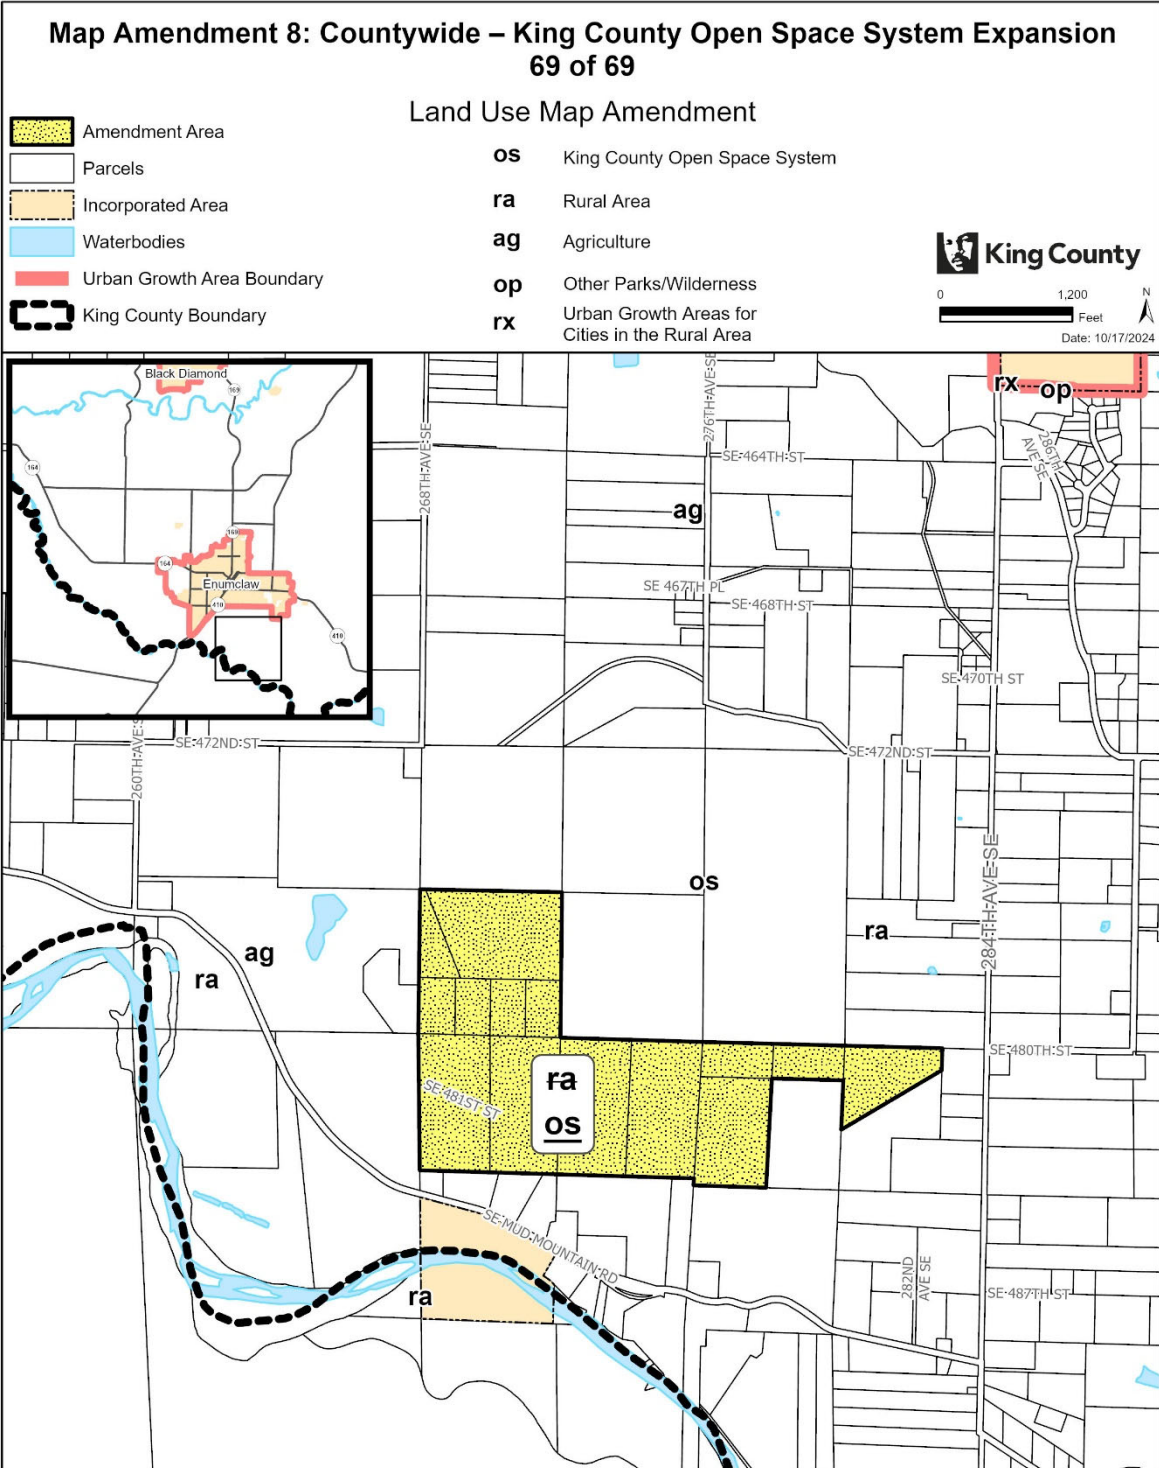 Map Amendment 8: Countywide – King County Open Space System Expansion
69 of 69
Land Use Map Amendment
Amendment Area
Parcels
Incorporated Area
Waterbodies
Urban Growth Area Boundary
King County Boundary
os King County Open Space System
ra Rural Area
ag Agriculture
op Other Parks/Wilderness
rx Urban Growth Areas for
Cities in the Rural Area
King County
0 1,200
Feet
N
Date: 10/17/2024
Black Diamond
169
164
169
164
Enumclaw
410
410
268TH AVE SE
276TH AVE SE
rx op
286TH
AVE SE
SE 464TH ST
ag
SE 467TH PL
SE 468TH ST
SE 470TH ST
260TH AVE S
SE 472ND ST
SE 472ND ST
284TH AVE SE
os
ra
ag
ra
SE 480TH ST
ra
os
SE 481ST ST
SE MUD MOUNTAIN RD
282ND
AVE SE
SE 487TH ST
ra